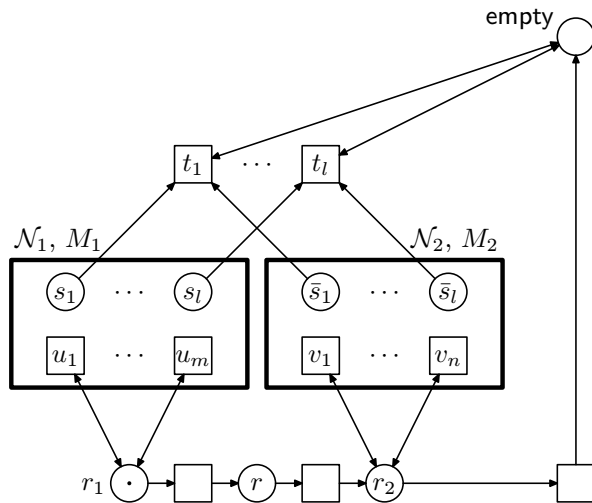 empty
t₁ ··· tₗ
𝒩₁, M₁ 𝒩₂, M₂
s₁ ··· sₗ s̄₁ ··· s̄ₗ
u₁ ··· uₘ v₁ ··· vₙ
r₁ r r₂